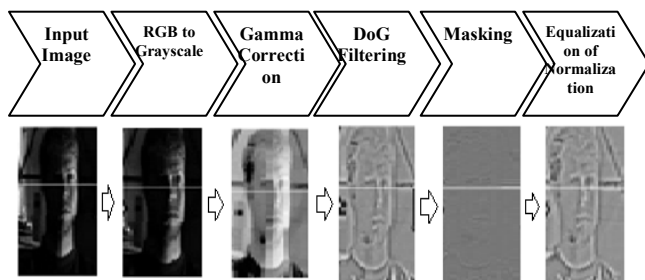 Input
Image
RGB to
Grayscale
Gamma
Correcti
on
DoG
Filtering
Masking
Equalizati
on of
Normaliza
tion